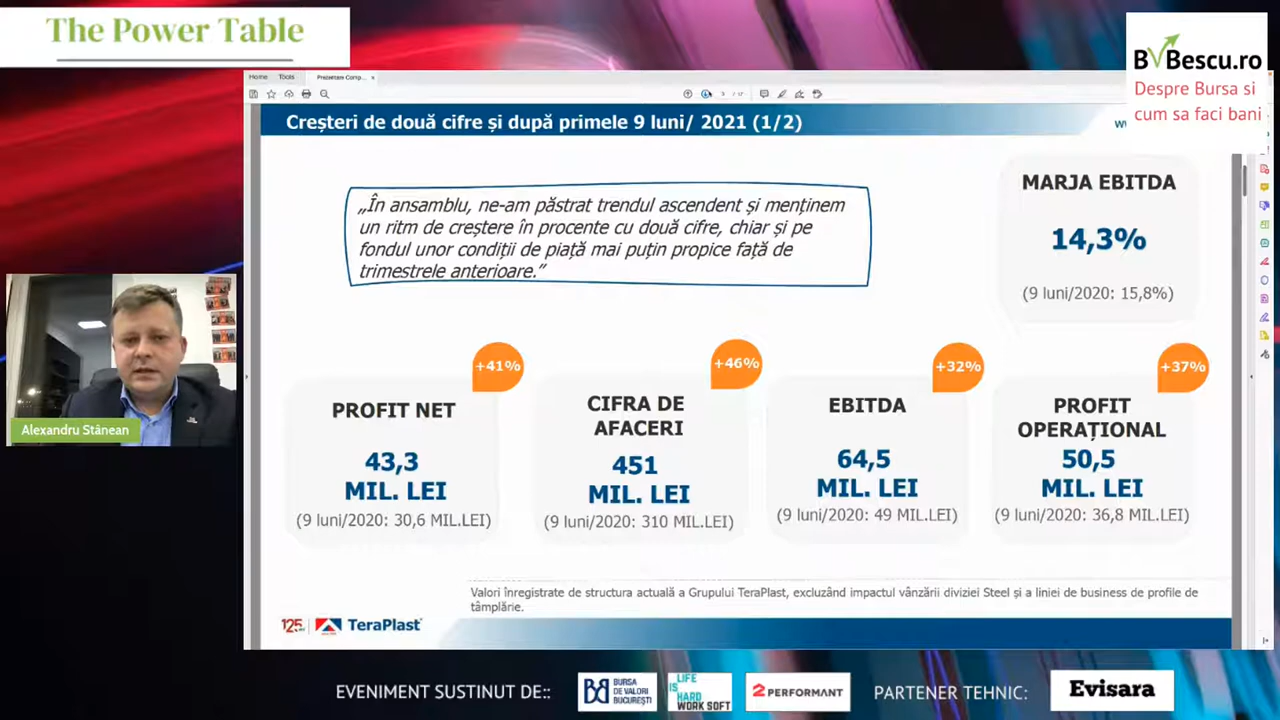 The Power Table
BVBescu.ro
Despre Bursa si
cum sa faci bani
Home Tools Prezentare Comp... x
Creșteri de două cifre și după primele 9 luni/ 2021 (1/2)
„În ansamblu, ne-am păstrat trendul ascendent și menținem
un ritm de creștere în procente cu două cifre, chiar și pe
fondul unor condiții de piață mai puțin propice față de
trimestrele anterioare.”
MARJA EBITDA
14,3%
(9 luni/2020: 15,8%)
Alexandru Stânean
+41%
PROFIT NET
43,3
MIL. LEI
(9 luni/2020: 30,6 MIL.LEI)
+46%
CIFRA DE
AFACERI
451
MIL. LEI
(9 luni/2020: 310 MIL.LEI)
+32%
EBITDA
64,5
MIL. LEI
(9 luni/2020: 49 MIL.LEI)
+37%
PROFIT
OPERAȚIONAL
50,5
MIL. LEI
(9 luni/2020: 36,8 MIL.LEI)
Valori înregistrate de structura actuală a Grupului TeraPlast, excluzând impactul vânzării diviziei Steel și a liniei de business de profile de
tâmplărie.
125 TeraPlast
EVENIMENT SUSTINUT DE::
BURSA
DE VALORI
BUCUREȘTI
LIFE
IS
HARD
WORK SOFT
2PERFORMANT
PARTENER TEHNIC:
Evisara